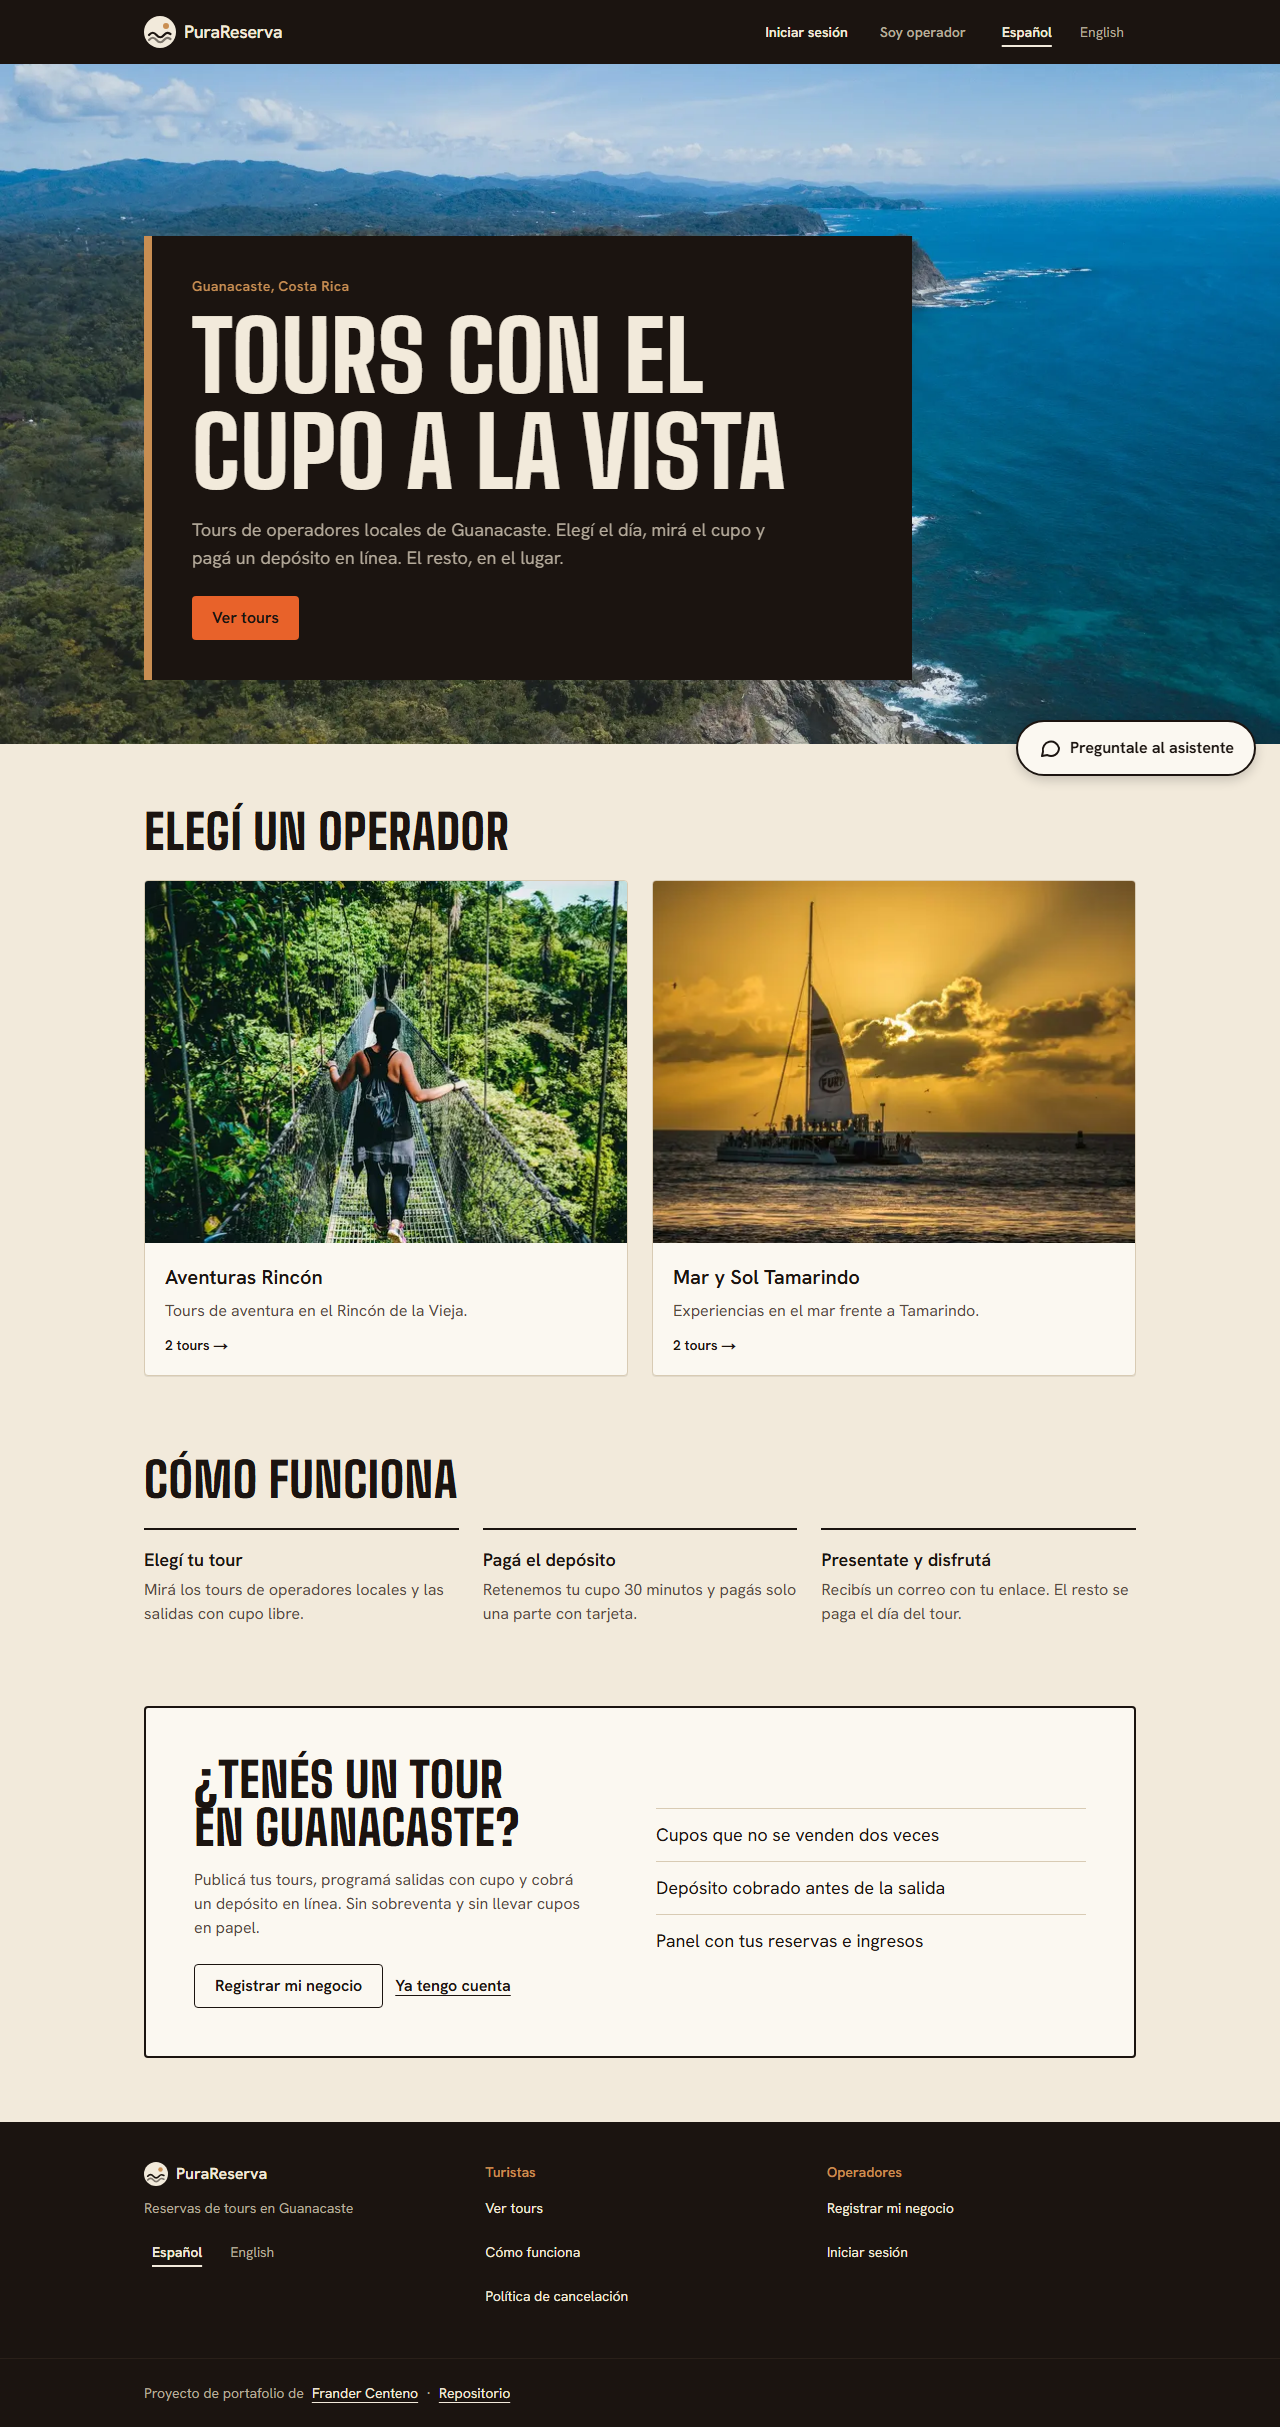 PuraReserva
Iniciar sesión
Soy operador
Español
English
Guanacaste, Costa Rica
TOURS CON EL
CUPO A LA VISTA
Tours de operadores locales de Guanacaste. Elegí el día, mirá el cupo y
pagá un depósito en línea. El resto, en el lugar.
Ver tours
Preguntale al asistente
ELEGÍ UN OPERADOR
FURY
Aventuras Rincón
Tours de aventura en el Rincón de la Vieja.
2 tours →
Mar y Sol Tamarindo
Experiencias en el mar frente a Tamarindo.
2 tours →
CÓMO FUNCIONA
Elegí tu tour
Mirá los tours de operadores locales y las
salidas con cupo libre.
Pagá el depósito
Retenemos tu cupo 30 minutos y pagás solo
una parte con tarjeta.
Presentate y disfrutá
Recibís un correo con tu enlace. El resto se
paga el día del tour.
¿TENÉS UN TOUR
EN GUANACASTE?
Publicá tus tours, programá salidas con cupo y cobrá
un depósito en línea. Sin sobreventa y sin llevar cupos
en papel.
Registrar mi negocio
Ya tengo cuenta
Cupos que no se venden dos veces
Depósito cobrado antes de la salida
Panel con tus reservas e ingresos
PuraReserva
Reservas de tours en Guanacaste
Español
English
Turistas
Ver tours
Cómo funciona
Política de cancelación
Operadores
Registrar mi negocio
Iniciar sesión
Proyecto de portafolio de Frander Centeno · Repositorio